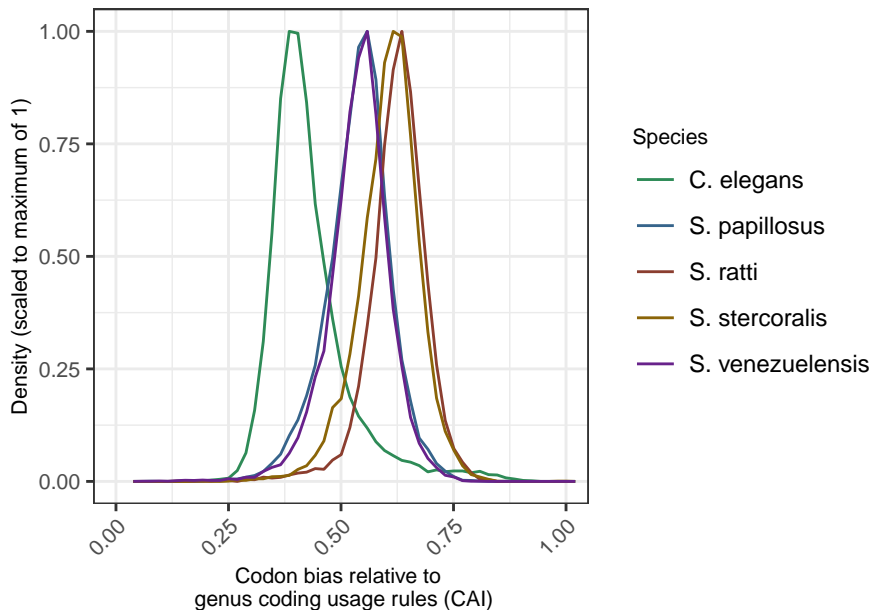 1.00
0.75
0.50
0.25
0.00
Density (scaled to maximum of 1)
0.00
0.25
0.50
0.75
1.00
Codon bias relative to
genus coding usage rules (CAI)
Species
C. elegans
S. papillosus
S. ratti
S. stercoralis
S. venezuelensis